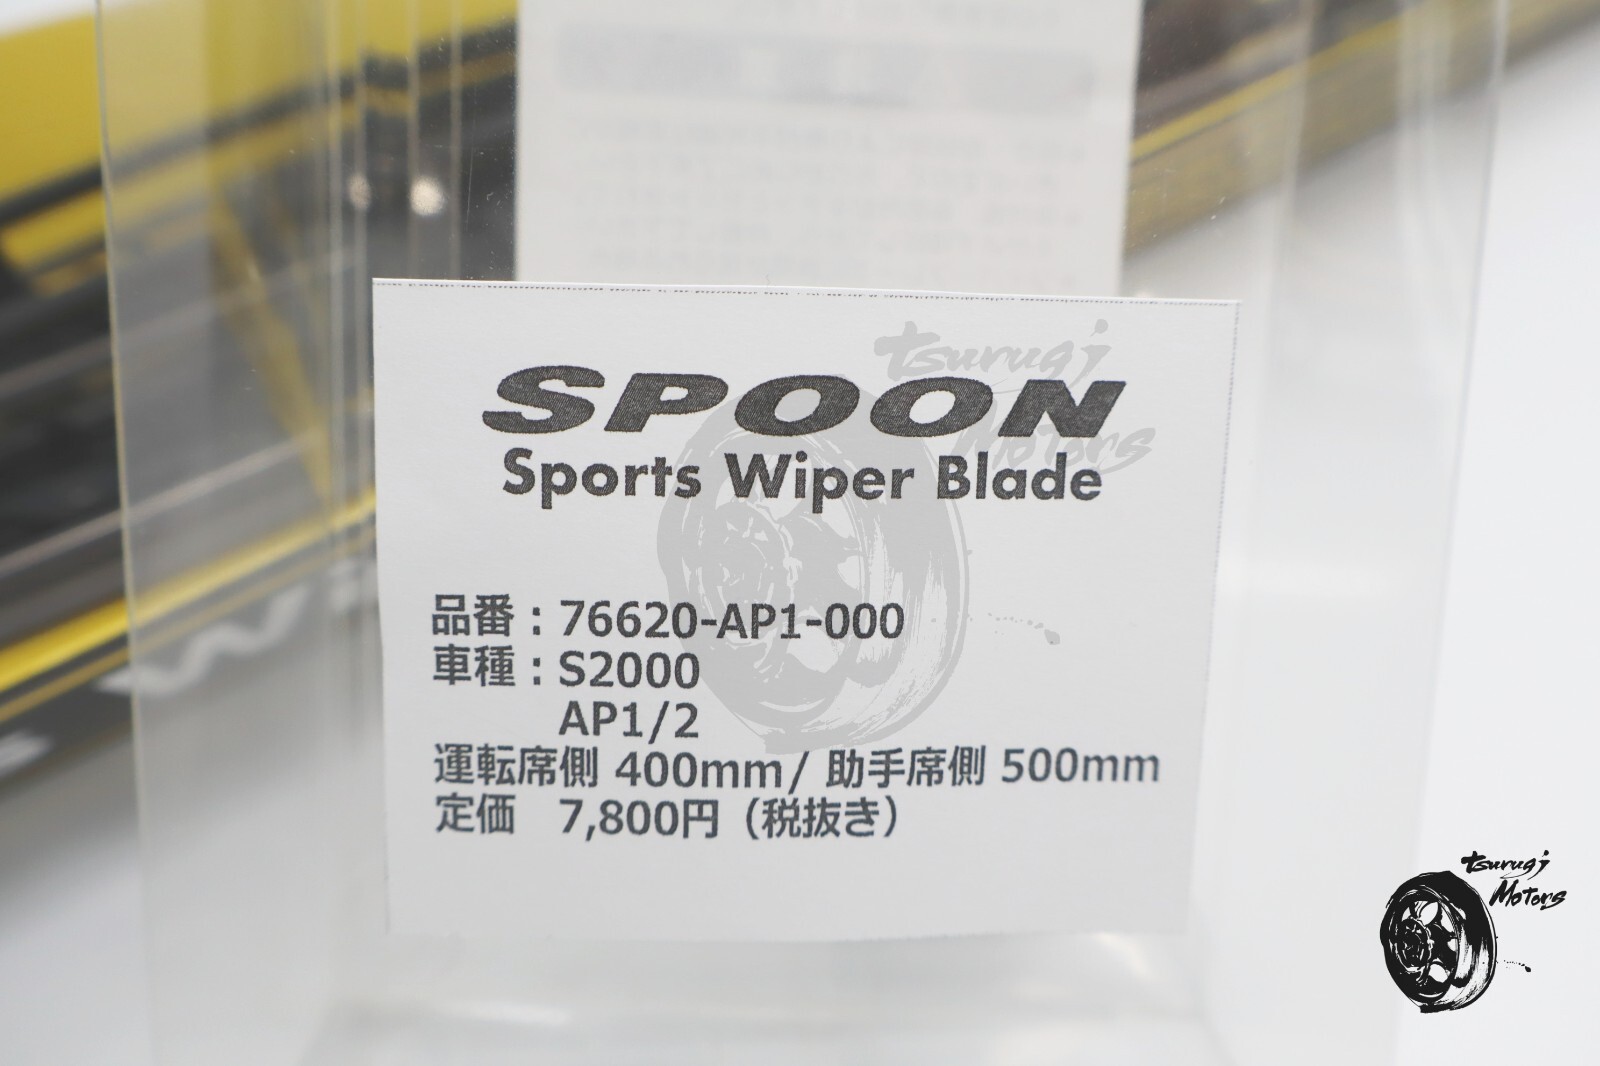 SPOON
Sports Wiper Blade
品番：76620-AP1-000
車種：S2000
AP1/2
運転席側 400mm/ 助手席側 500mm
定価　7,800円（税抜き）
tsurugi
Motors
tsurugi
Motors